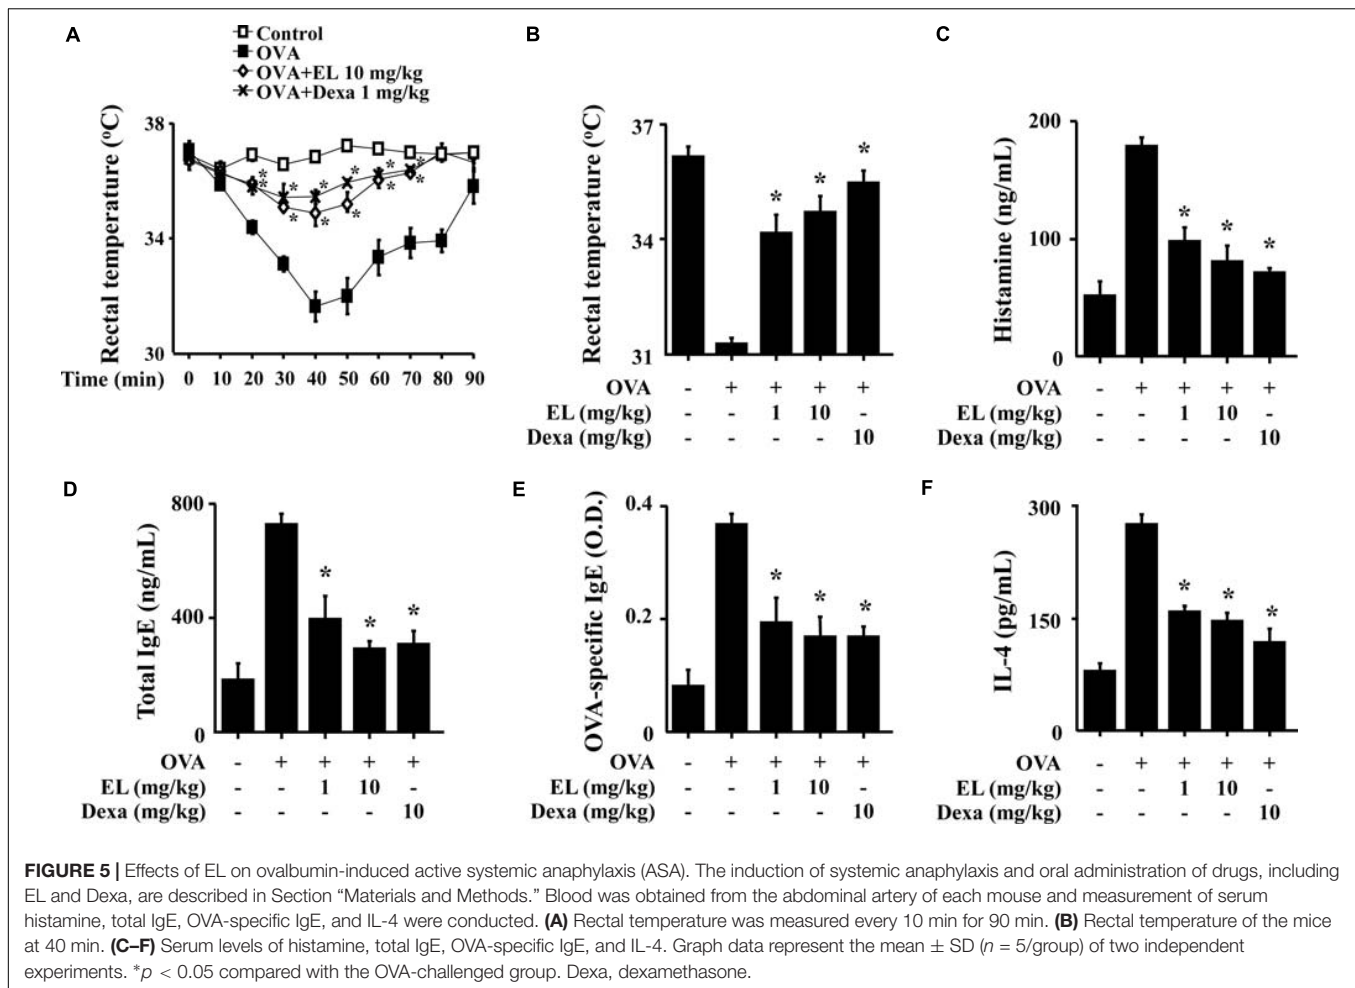 A
Control
OVA
OVA+EL 10 mg/kg
OVA+Dexa 1 mg/kg
Rectal temperature (°C)
38
34
30
* * * * * * * * * * * *
Time (min) 0 10 20 30 40 50 60 70 80 90
B
Rectal temperature (°C)
37
34
31
* * *
OVA - + + + +
EL (mg/kg) - - 1 10 -
Dexa (mg/kg) - - - - 10
C
Histamine (ng/mL)
200
100
0
* * *
OVA - + + + +
EL (mg/kg) - - 1 10 -
Dexa (mg/kg) - - - - 10
D
Total IgE (ng/mL)
800
400
0
* * *
OVA - + + + +
EL (mg/kg) - - 1 10 -
Dexa (mg/kg) - - - - 10
E
OVA-specific IgE (O.D.)
0.4
0.2
0
* * *
OVA - + + + +
EL (mg/kg) - - 1 10 -
Dexa (mg/kg) - - - - 10
F
IL-4 (pg/mL)
300
150
0
* * *
OVA - + + + +
EL (mg/kg) - - 1 10 -
Dexa (mg/kg) - - - - 10
FIGURE 5 | Effects of EL on ovalbumin-induced active systemic anaphylaxis (ASA). The induction of systemic anaphylaxis and oral administration of drugs, including
EL and Dexa, are described in Section “Materials and Methods.” Blood was obtained from the abdominal artery of each mouse and measurement of serum
histamine, total IgE, OVA-specific IgE, and IL-4 were conducted. (A) Rectal temperature was measured every 10 min for 90 min. (B) Rectal temperature of the mice
at 40 min. (C–F) Serum levels of histamine, total IgE, OVA-specific IgE, and IL-4. Graph data represent the mean ± SD (n = 5/group) of two independent
experiments. *p < 0.05 compared with the OVA-challenged group. Dexa, dexamethasone.